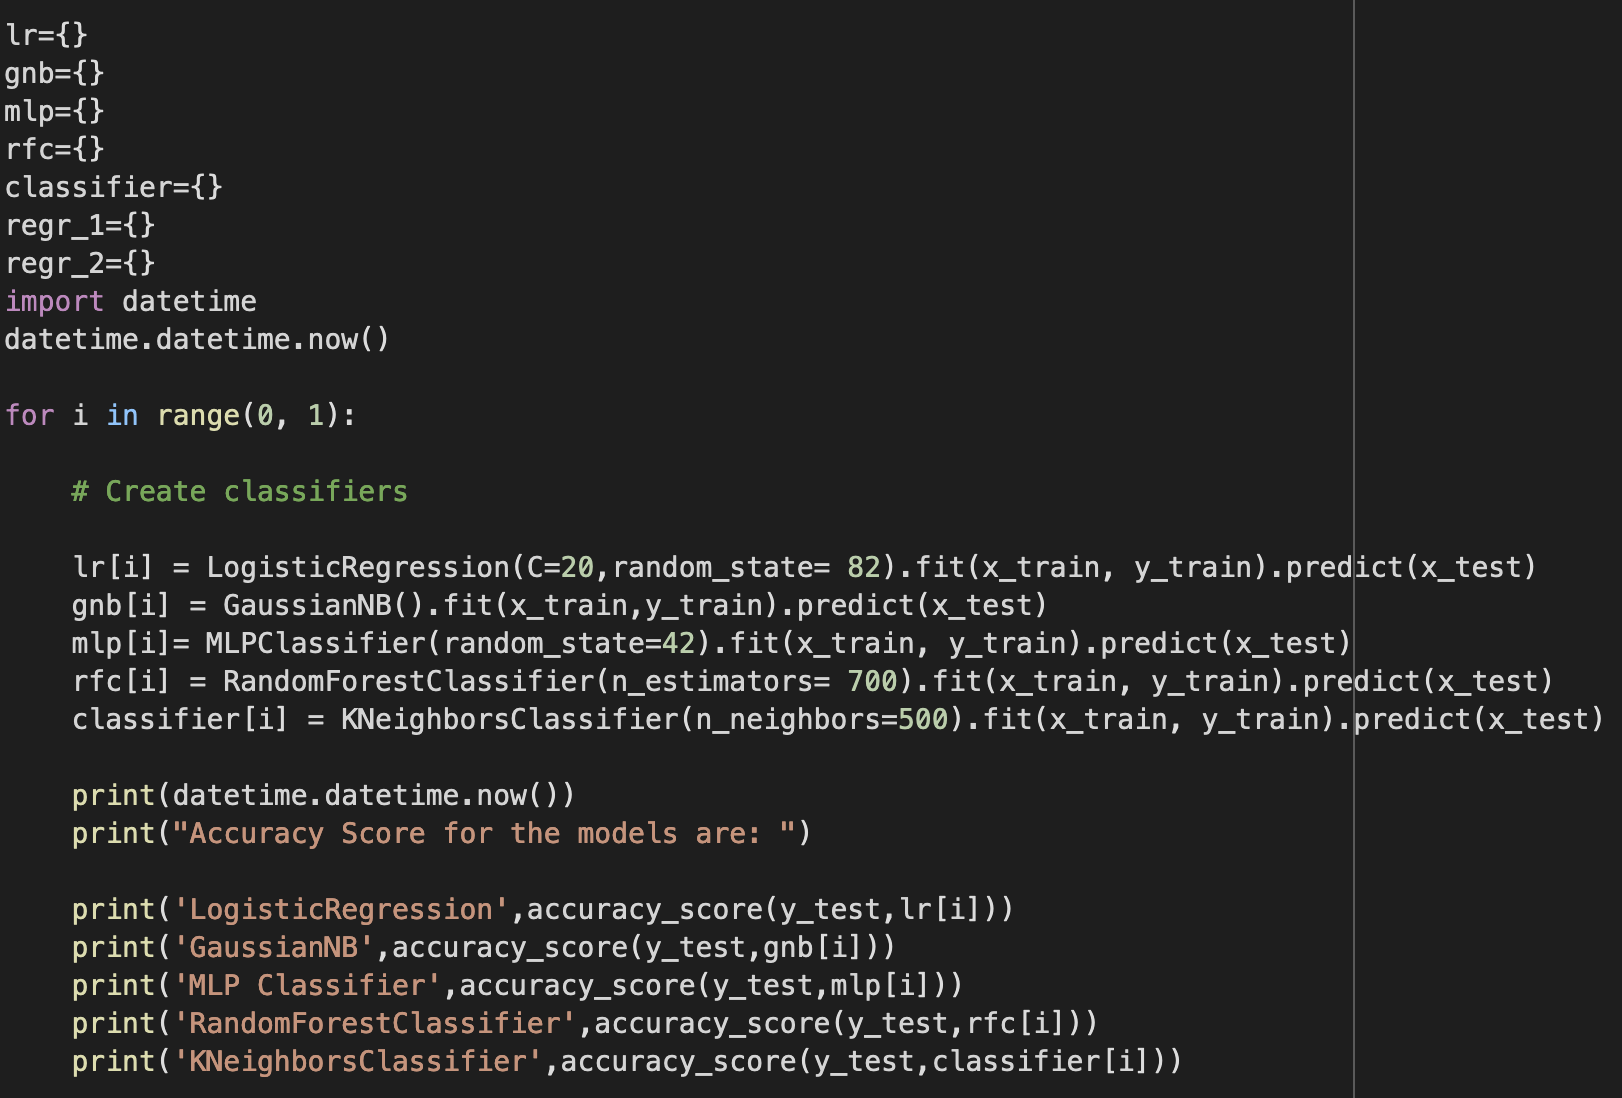 lr={}
gnb={}
mlp={}
rfc={}
classifier={}
regr_1={}
regr_2={}
import datetime
datetime.datetime.now()

for i in range(0, 1):

    # Create classifiers

    lr[i] = LogisticRegression(C=20,random_state= 82).fit(x_train, y_train).predict(x_test)
    gnb[i] = GaussianNB().fit(x_train,y_train).predict(x_test)
    mlp[i]= MLPClassifier(random_state=42).fit(x_train, y_train).predict(x_test)
    rfc[i] = RandomForestClassifier(n_estimators= 700).fit(x_train, y_train).predict(x_test)
    classifier[i] = KNeighborsClassifier(n_neighbors=500).fit(x_train, y_train).predict(x_test)

    print(datetime.datetime.now())
    print("Accuracy Score for the models are: ")

    print('LogisticRegression',accuracy_score(y_test,lr[i]))
    print('GaussianNB',accuracy_score(y_test,gnb[i]))
    print('MLP Classifier',accuracy_score(y_test,mlp[i]))
    print('RandomForestClassifier',accuracy_score(y_test,rfc[i]))
    print('KNeighborsClassifier',accuracy_score(y_test,classifier[i]))